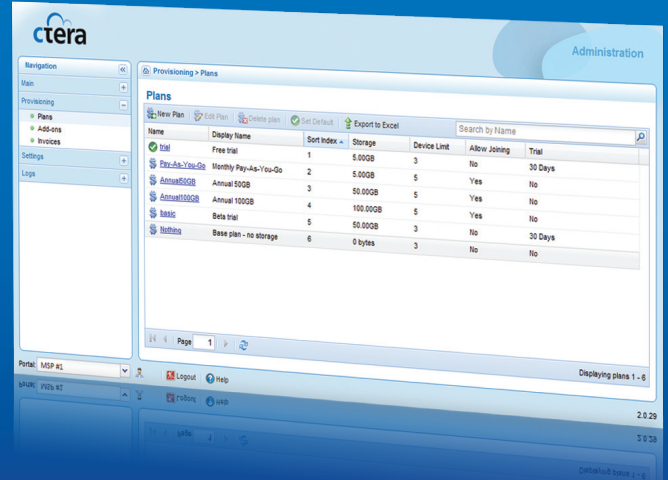 ctera
Administration
Navigation
Main
Provisioning
Plans
Add-ons
Invoices
Settings
Logs
Provisioning > Plans
Plans
New Plan Edit Plan Delete plan Set Default Export to Excel Search by Name
Name Display Name Sort Index Storage Device Limit Allow Joining Trial
trial Free trial 1 5.00GB 3 No 30 Days
Pay-As-You-Go Monthly Pay-As-You-Go 2 5.00GB 5 Yes No
Annual50GB Annual 50GB 3 50.00GB 5 Yes No
Annual100GB Annual 100GB 4 100.00GB 5 Yes No
basic Beta trial 5 50.00GB 3 No 30 Days
Nothing Base plan - no storage 6 0 bytes 3 No No
Page 1
Displaying plans 1 - 6
Portal: MSP #1 Logout Help
2.0.29